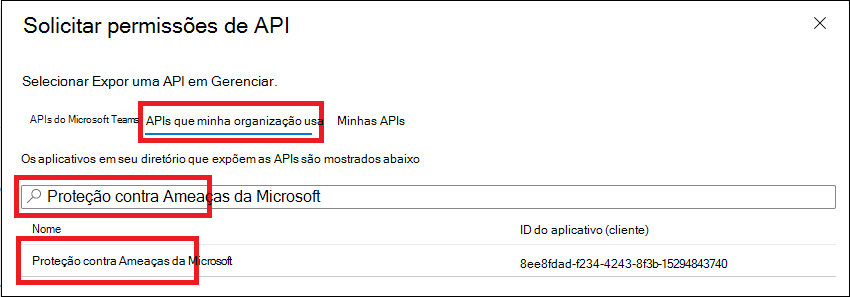 Solicitar permissões de API
Selecionar Expor uma API em Gerenciar.
APIs do Microsoft Teams APIs que minha organização usa Minhas APIs
Os aplicativos em seu diretório que expõem as APIs são mostrados abaixo
Proteção contra Ameaças da Microsoft
Nome ID do aplicativo (cliente)
Proteção contra Ameaças da Microsoft 8ee8fdad-f234-4243-8f3b-15294843740